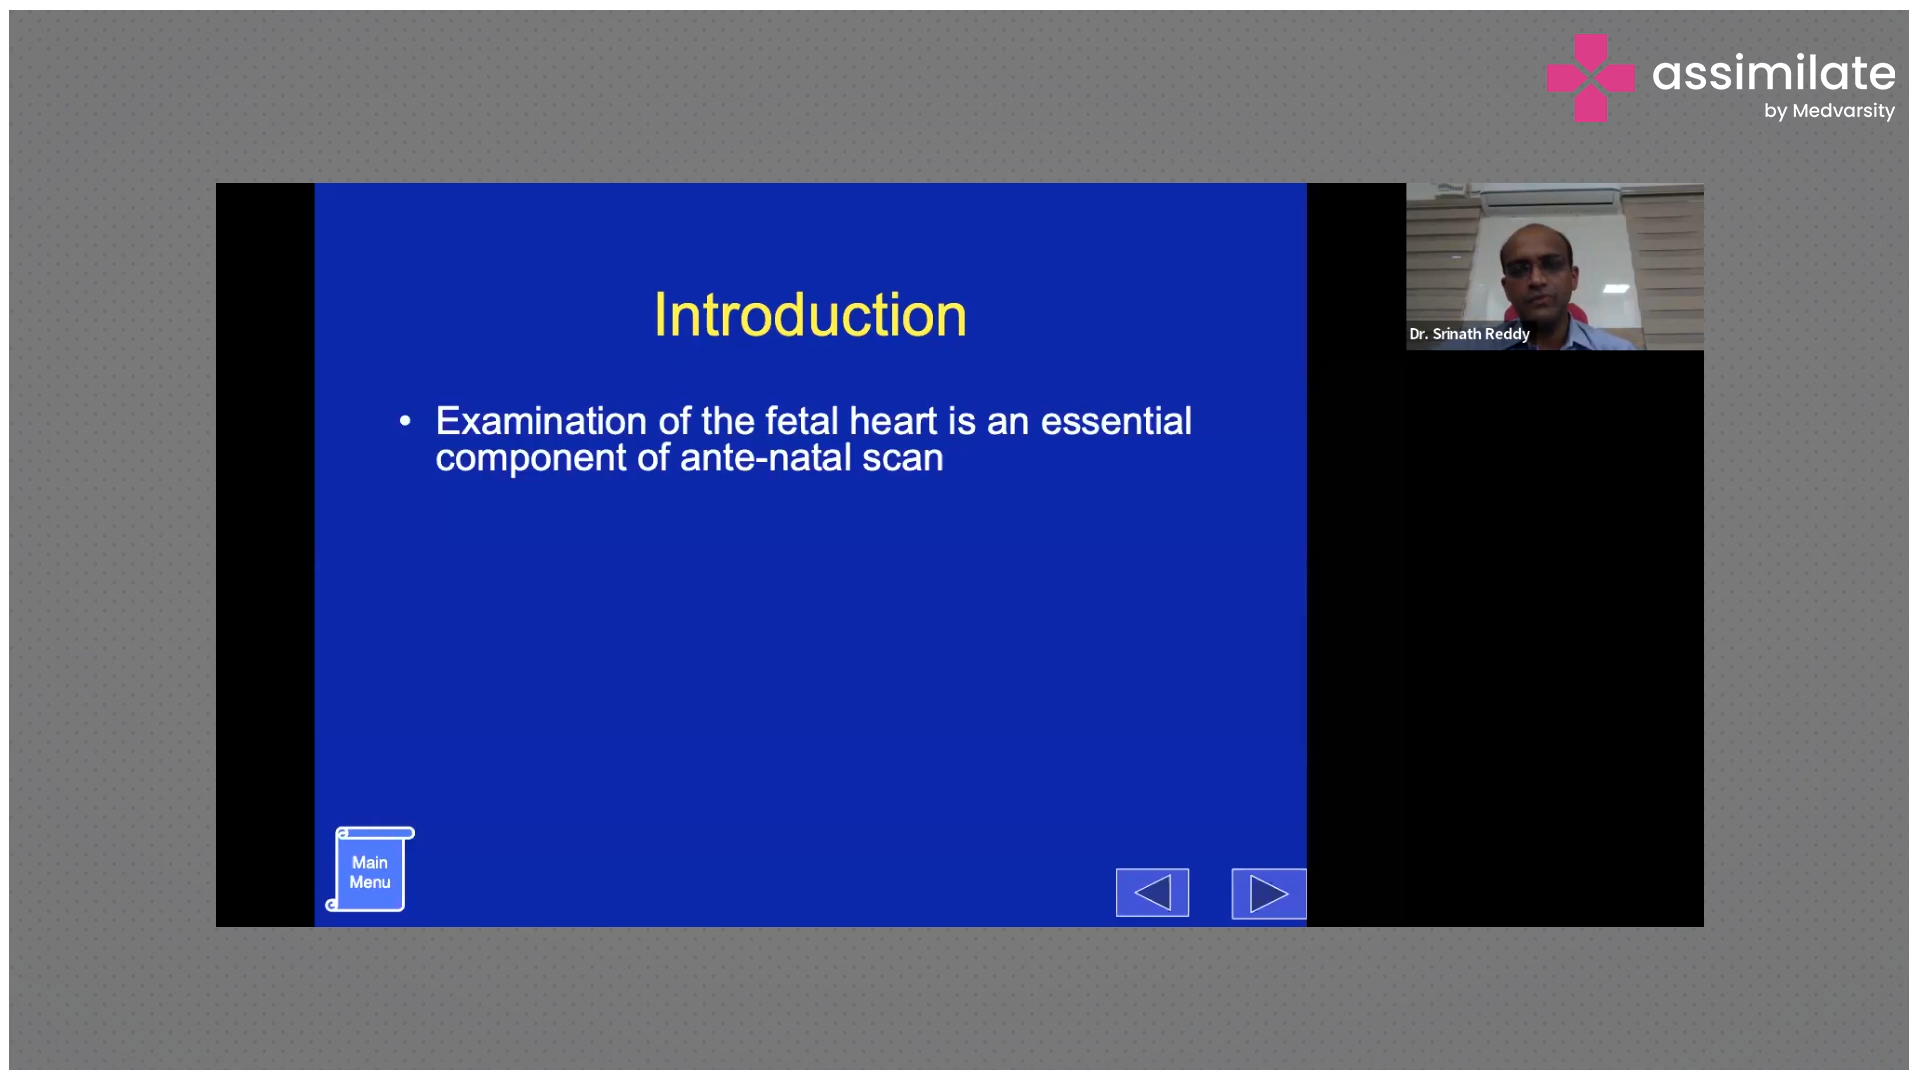 assimilate
by Medvarsity
Introduction
Dr. Srinath Reddy
• Examination of the fetal heart is an essential
component of ante-natal scan
Main
Menu